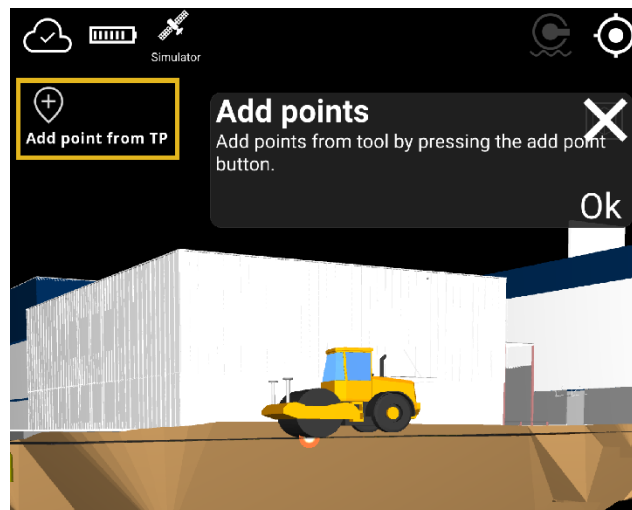 Simulator
Add point from TP
Add points
Add points from tool by pressing the add point
button.
Ok